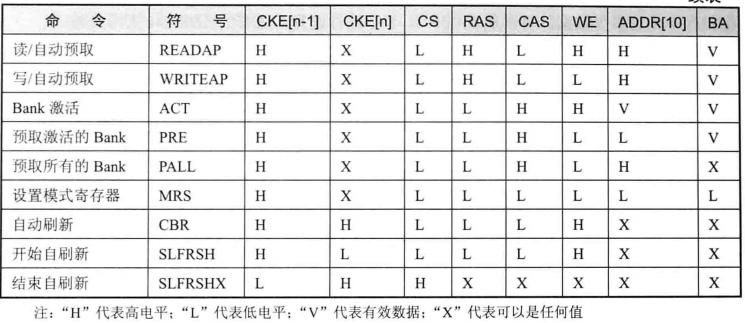 命 令 符 号 CKE[n-1] CKE[n] CS RAS CAS WE ADDR[10] BA
读/自动预取 READAP H X L H L H H V
写/自动预取 WRITEAP H X L H L L H V
Bank 激活 ACT H X L L H H V V
预取激活的 Bank PRE H X L L H L L V
预取所有的 Bank PALL H X L L H L H X
设置模式寄存器 MRS H X L L L L L L
自动刷新 CBR H H L L L H X X
开始自刷新 SLFRSH H L L L L H X X
结束自刷新 SLFRSHX L H H X X X X X
注：“H”代表高电平；“L”代表低电平；“V”代表有效数据；“X”代表可以是任何值